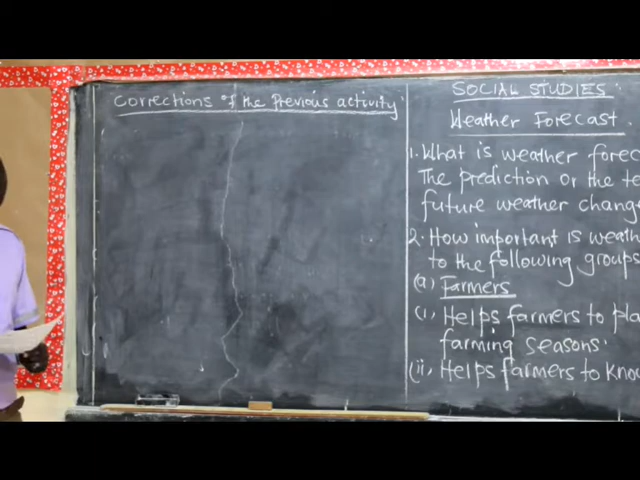 Corrections of the Previous activity.
SOCIAL STUDIES.
Weather Forecast.
1. What is weather forec
The prediction or the te
future weather change
2. How important is weath
to the following groups
(a) Farmers
(i) Helps farmers to pla
farming seasons.
(ii) Helps farmers to know